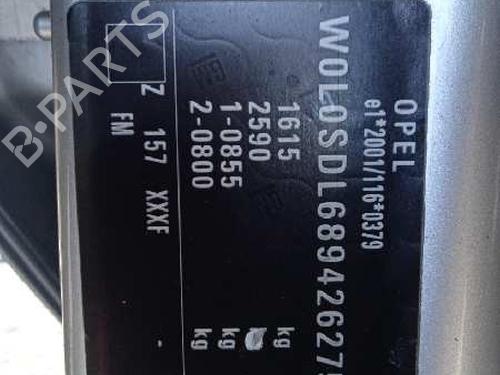 OPEL
e1*2001/116*0379
W0L0SDL68942627
1615 kg
2590 kg
1-0855 kg
2-0800 kg
Z 157 XXXF -
FM
B-PARTS